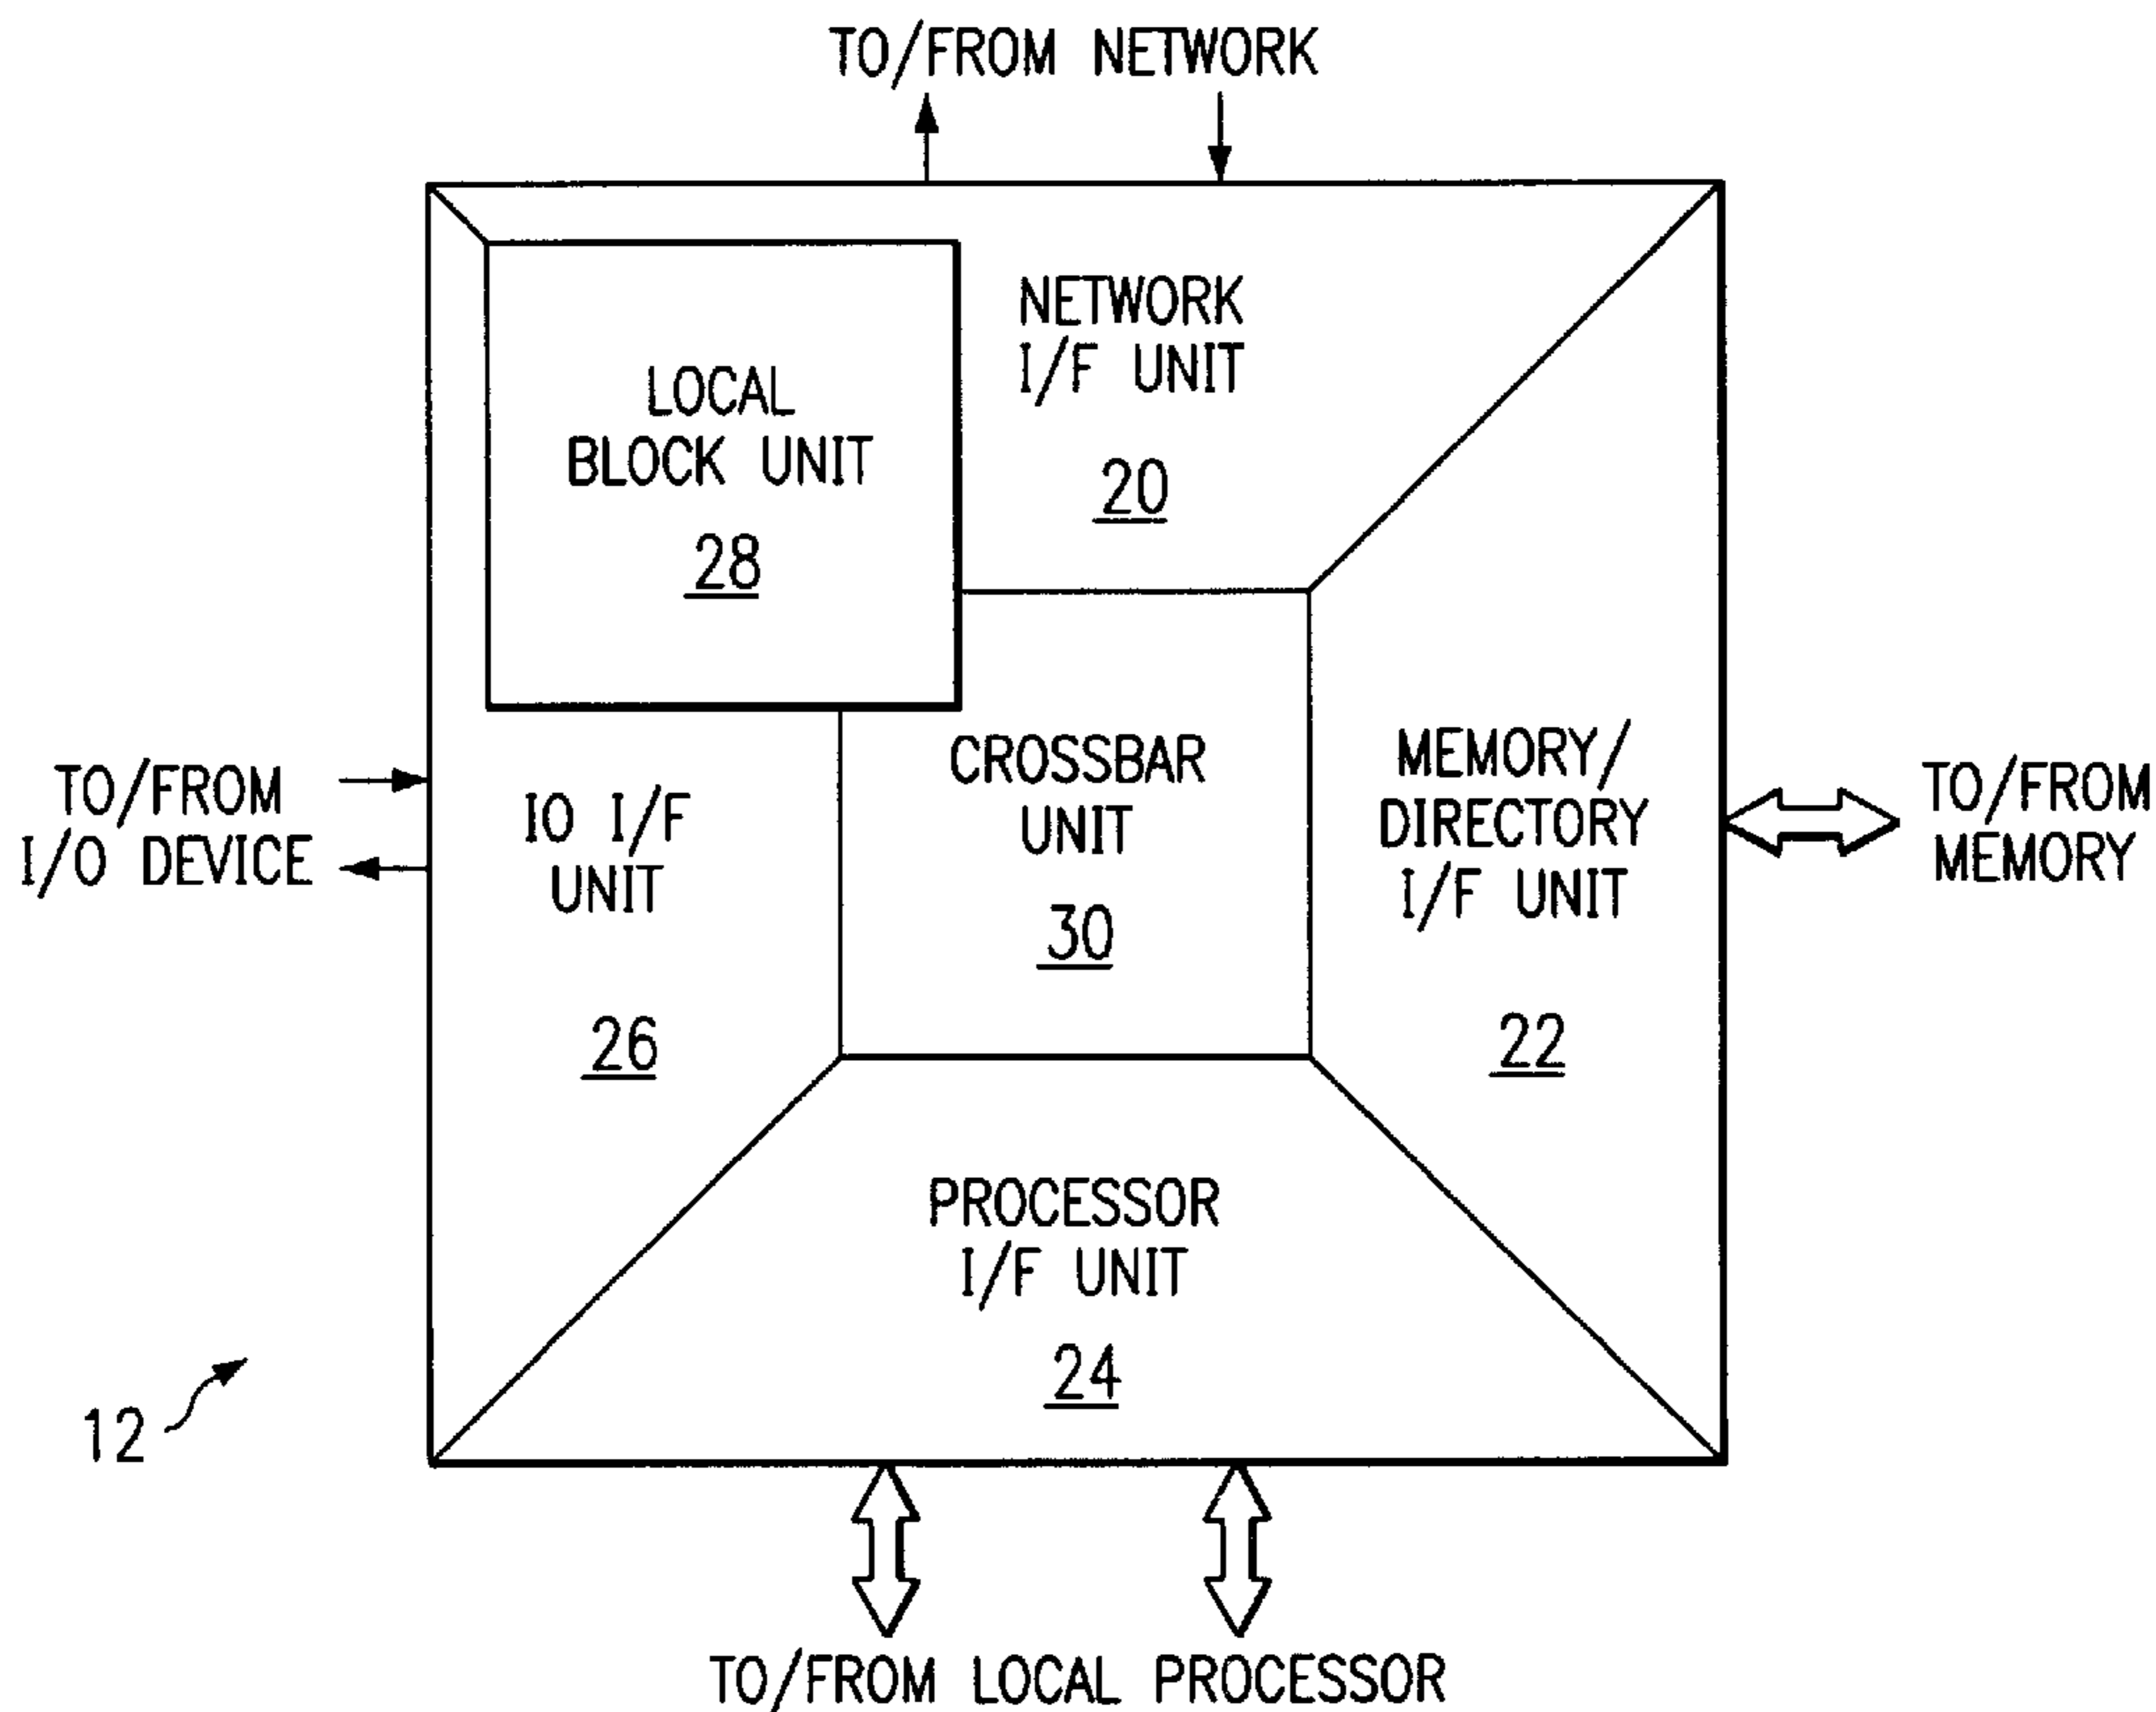 TO/FROM NETWORK
NETWORK
I/F UNIT
20
LOCAL
BLOCK UNIT
28
TO/FROM
I/O DEVICE
IO I/F
UNIT
26
CROSSBAR
UNIT
30
MEMORY/
DIRECTORY
I/F UNIT
22
TO/FROM
MEMORY
PROCESSOR
I/F UNIT
24
12
TO/FROM LOCAL PROCESSOR